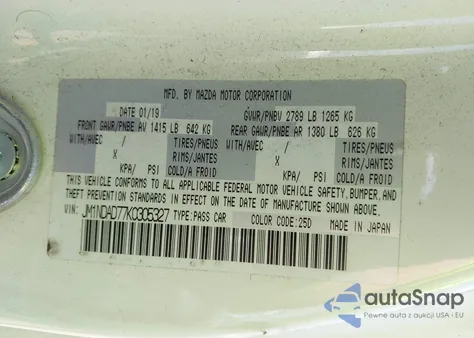 MFD. BY MAZDA MOTOR CORPORATION
DATE 01/19 GVWR/PNBV 2789 LB 1265 KG
FRONT GAWR/PNBE AV 1415 LB 642 KG REAR GAWR/PNBE AR 1380 LB 626 KG
WITH/AVEC / TIRES/PNEUS WITH/AVEC / TIRES/PNEUS
X RIMS/JANTES X RIMS/JANTES
KPA/ PSI / COLD/A FROID KPA/ PSI / COLD/A FROID
THIS VEHICLE CONFORMS TO ALL APPLICABLE FEDERAL MOTOR VEHICLE SAFETY, BUMPER, AND
THEFT PREVENTION STANDARDS IN EFFECT ON THE DATE OF MANUFACTURE SHOWN ABOVE.
VIN: JM1NDAD77K0305327 TYPE:PASS CAR COLOR CODE:25D MADE IN JAPAN
autoSnap
Pewne auta z aukcji USA i EU